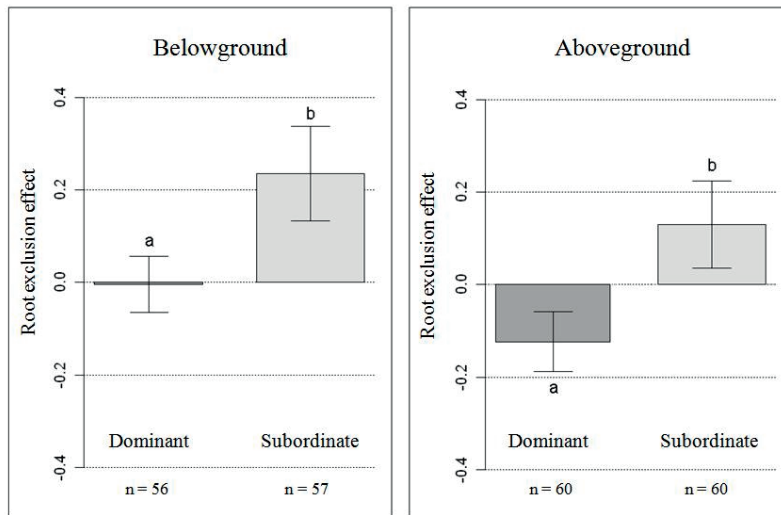 Belowground
Root exclusion effect
0.4
0.2
0.0
-0.2
-0.4
a
b
Dominant
Subordinate
n = 56
n = 57
Aboveground
Root exclusion effect
0.4
0.2
0.0
-0.2
-0.4
a
b
Dominant
Subordinate
n = 60
n = 60